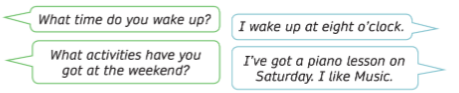 What time do you wake up?
I wake up at eight o'clock.
What activities have you
got at the weekend?
I've got a piano lesson on
Saturday. I like Music.